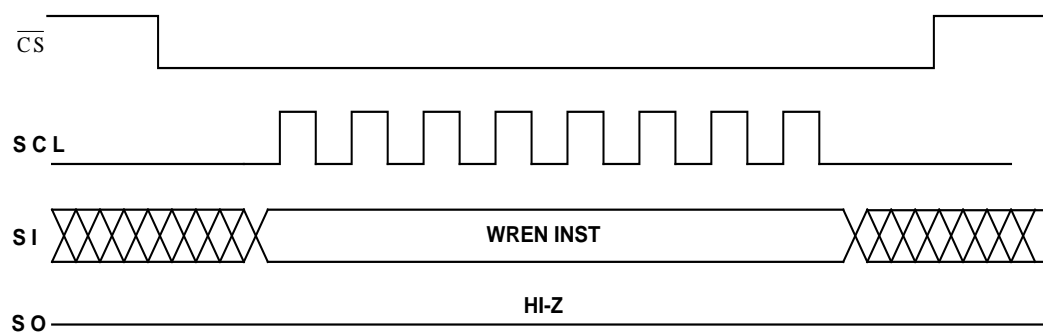 CS
SCL
SI
WREN INST
HI-Z
SO